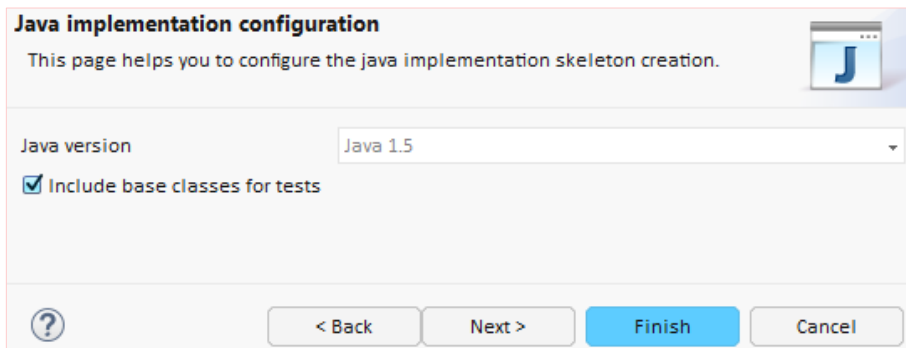 Java implementation configuration
This page helps you to configure the java implementation skeleton creation.
J
Java version
Java 1.5
Include base classes for tests
?
< Back
Next >
Finish
Cancel